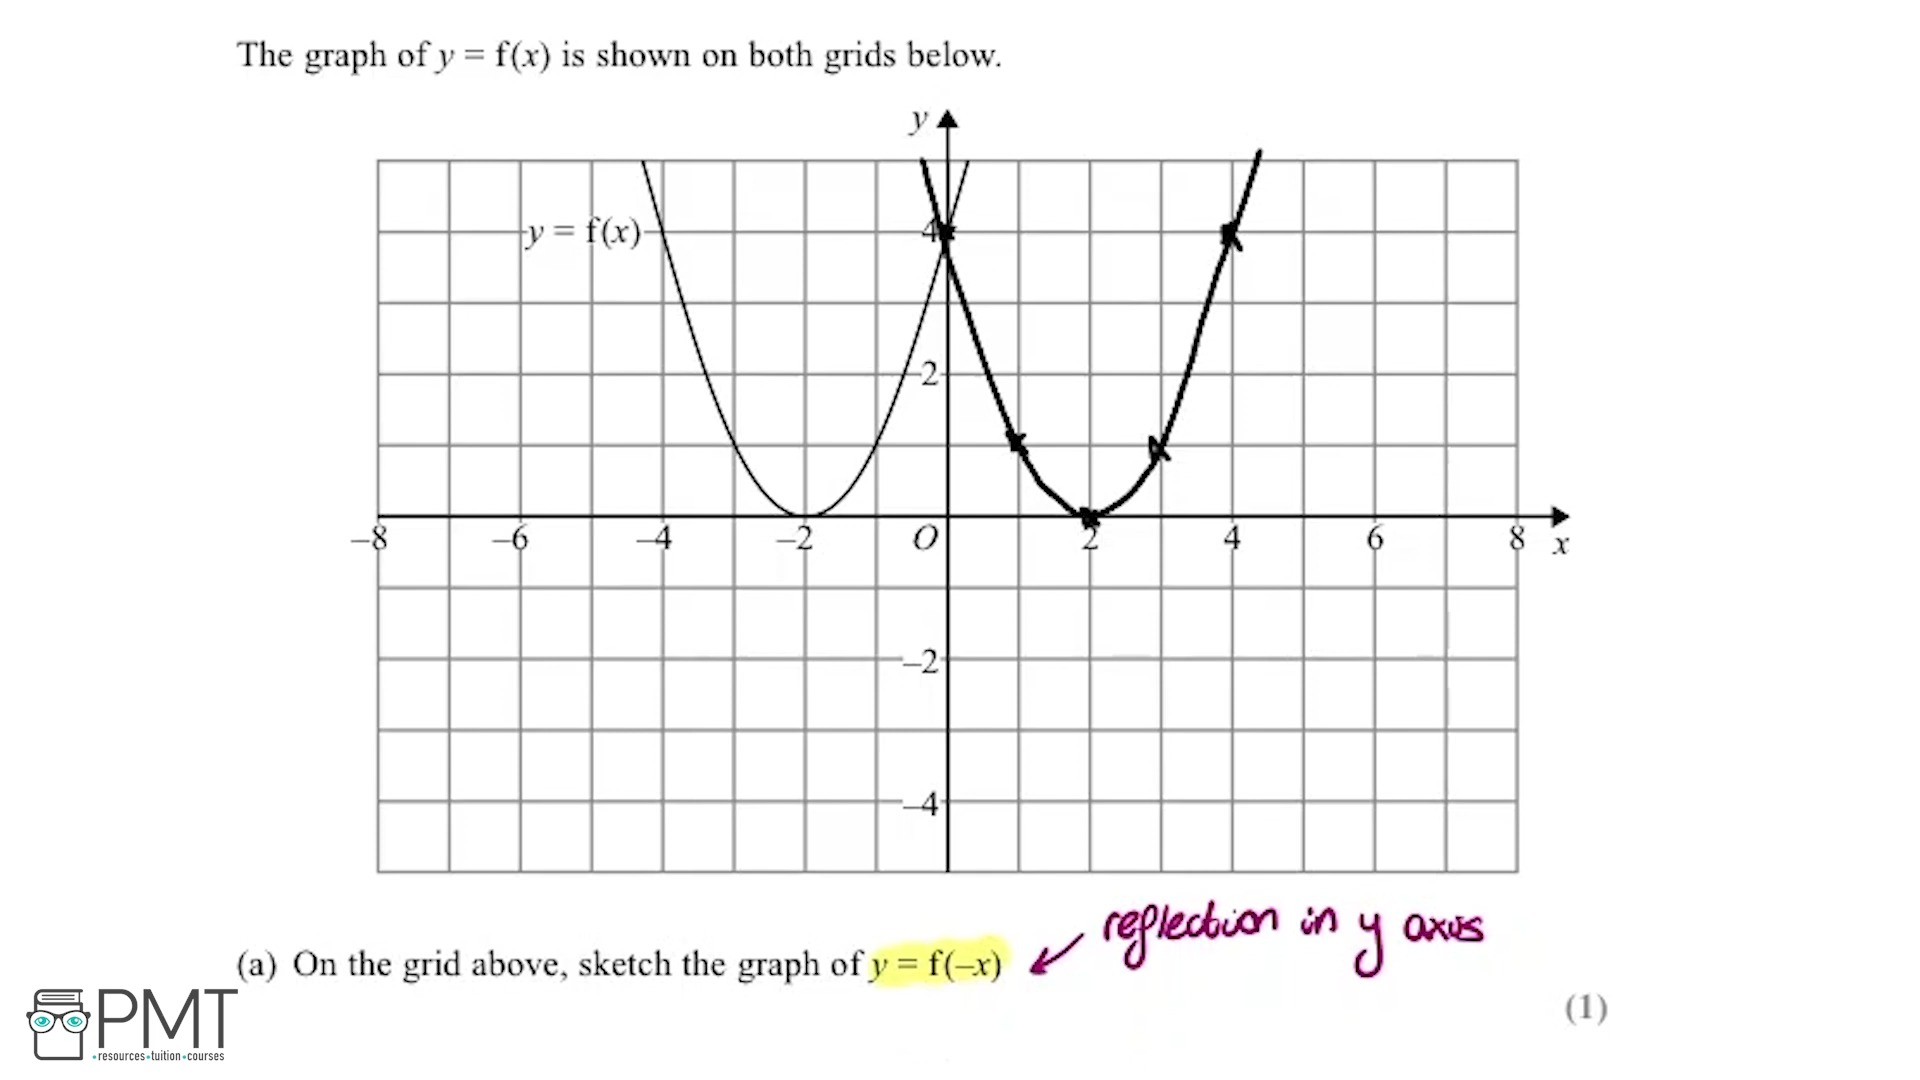 The graph of y = f(x) is shown on both grids below.
y
y = f(x)
4
2
–8 –6 –4 –2 O 2 4 6 8 x
–2
–4
reflection in y axis
(a) On the grid above, sketch the graph of y = f(–x)
(1)
PMT
•resources•tuition•courses